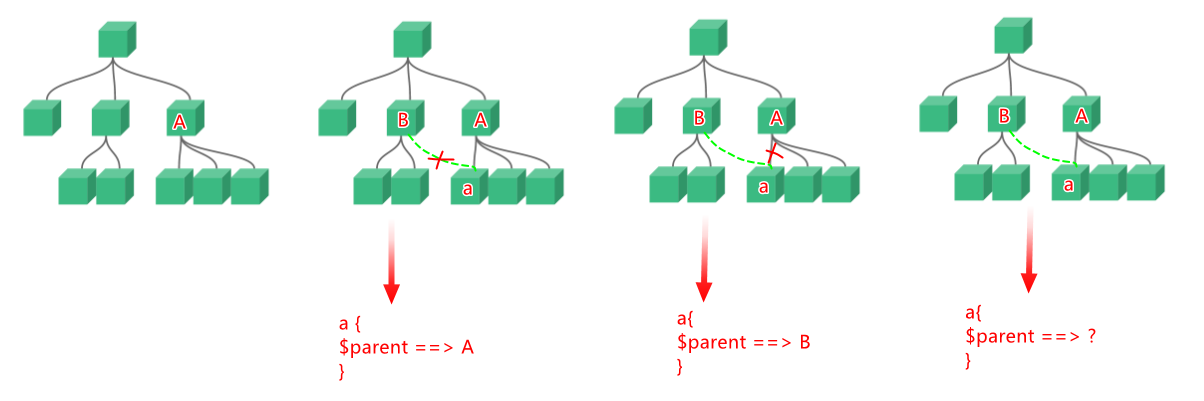 A
B
A
a
B
A
a
B
A
a
a {
$parent ==> A
}
a{
$parent ==> B
}
a{
$parent ==> ?
}